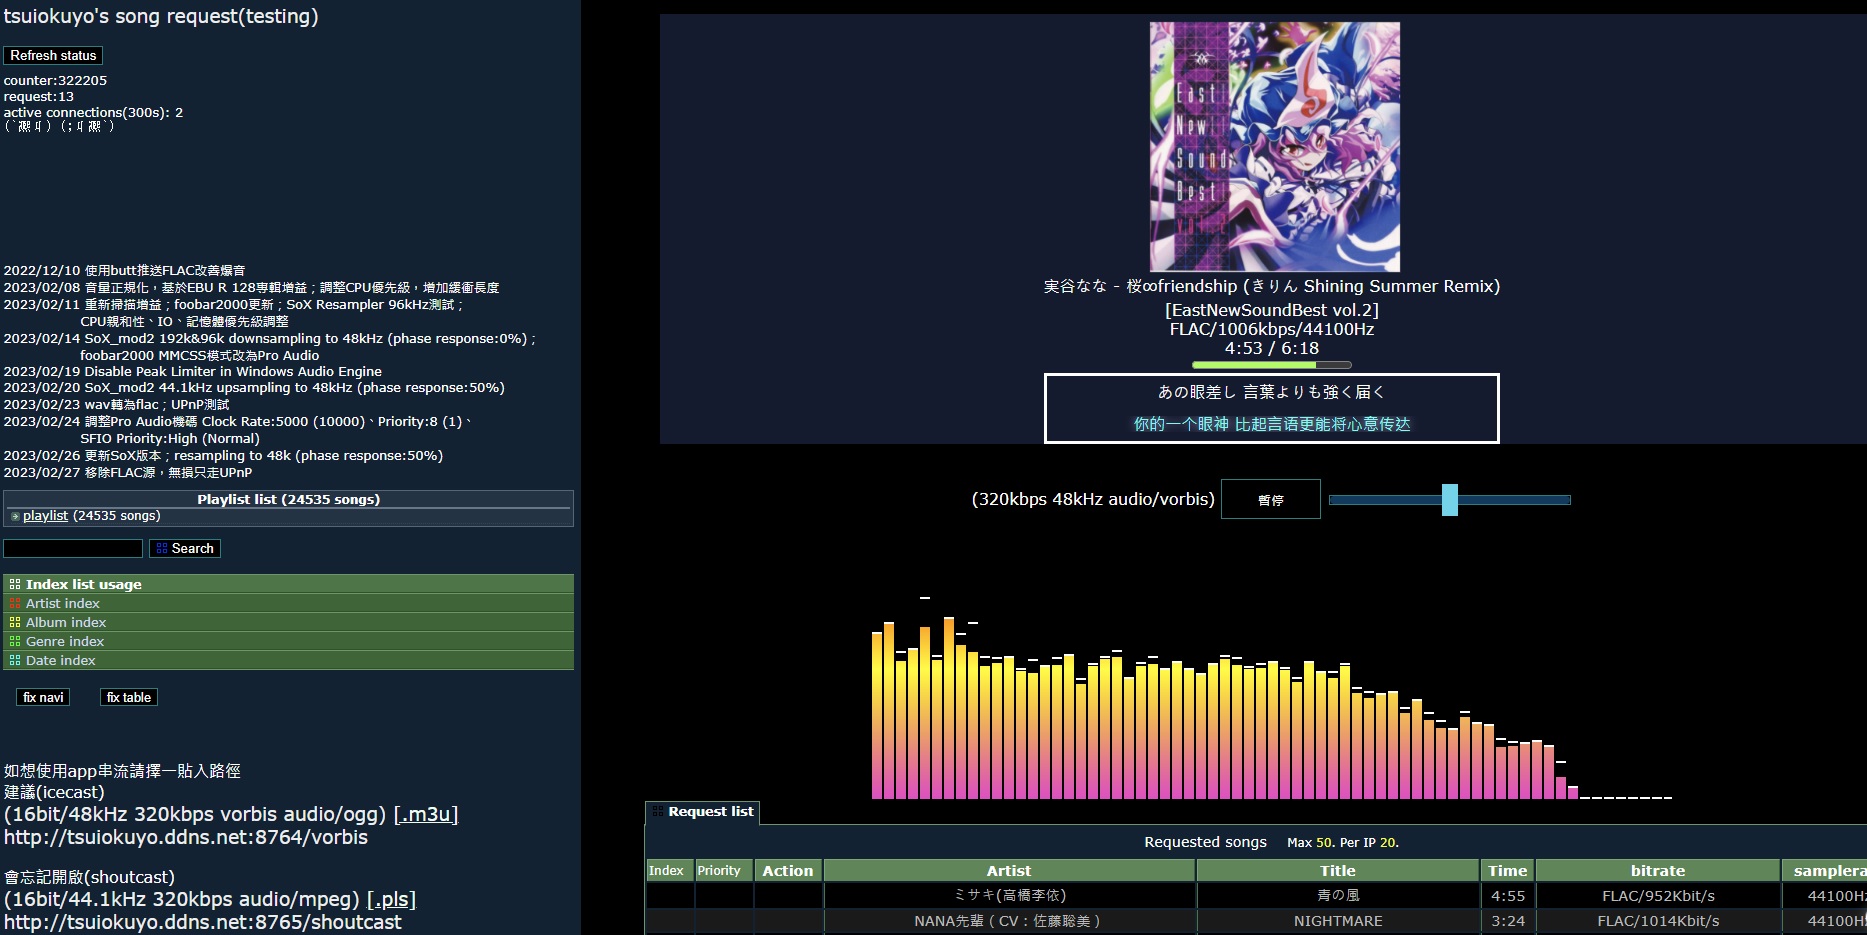 tsuiokuyo's song request(testing)
Refresh status
counter:322205
request:13
active connections(300s): 2
2022/12/10 使用butt推送FLAC改善爆音
2023/02/08 音量正規化，基於EBU R 128專輯增益；調整CPU優先級，增加緩衝長度
2023/02/11 重新掃描增益；foobar2000更新；SoX Resampler 96kHz測試；
CPU親和性、IO、記憶體優先級調整
2023/02/14 SoX_mod2 192k&96k downsampling to 48kHz (phase response:0%)；
foobar2000 MMCSS模式改為Pro Audio
2023/02/19 Disable Peak Limiter in Windows Audio Engine
2023/02/20 SoX_mod2 44.1kHz upsampling to 48kHz (phase response:50%)
2023/02/23 wav轉為flac；UPnP測試
2023/02/24 調整Pro Audio機碼 Clock Rate:5000 (10000)、Priority:8 (1)、
SFIO Priority:High (Normal)
2023/02/26 更新SoX版本；resampling to 48k (phase response:50%)
2023/02/27 移除FLAC源，無損只走UPnP
Playlist list (24535 songs)
playlist (24535 songs)
Search
Index list usage
Artist index
Album index
Genre index
Date index
fix navi fix table
如想使用app串流請擇一貼入路徑
建議(icecast)
(16bit/48kHz 320kbps vorbis audio/ogg) [.m3u]
http://tsuiokuyo.ddns.net:8764/vorbis
會忘記開啟(shoutcast)
(16bit/44.1kHz 320kbps audio/mpeg) [.pls]
http://tsuiokuyo.ddns.net:8765/shoutcast
East
New
Sound
Best
vol.2
実谷なな - 桜∞friendship (きりん Shining Summer Remix)
[EastNewSoundBest vol.2]
FLAC/1006kbps/44100Hz
4:53 / 6:18
あの眼差し 言葉よりも強く届く
你的一个眼神 比起言语更能将心意传达
(320kbps 48kHz audio/vorbis) 暫停
Request list
Requested songs Max 50. Per IP 20.
Index Priority Action Artist Title Time bitrate samplera
ミサキ(高橋李依) 青の風 4:55 FLAC/952Kbit/s 44100Hz
NANA先輩（CV：佐藤聡美） NIGHTMARE 3:24 FLAC/1014Kbit/s 44100Hz